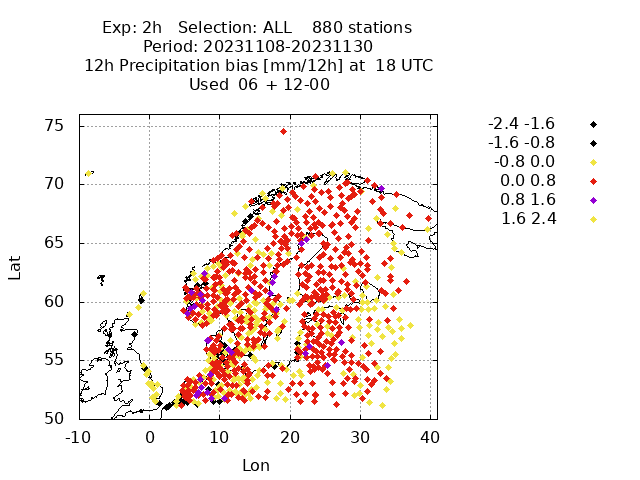 Exp: 2h Selection: ALL 880 stations
Period: 20231108-20231130
12h Precipitation bias [mm/12h] at 18 UTC
Used 06 + 12-00
-2.4 -1.6
-1.6 -0.8
-0.8 0.0
0.0 0.8
0.8 1.6
1.6 2.4
75
70
65
60
55
50
Lat
-10 0 10 20 30 40
Lon